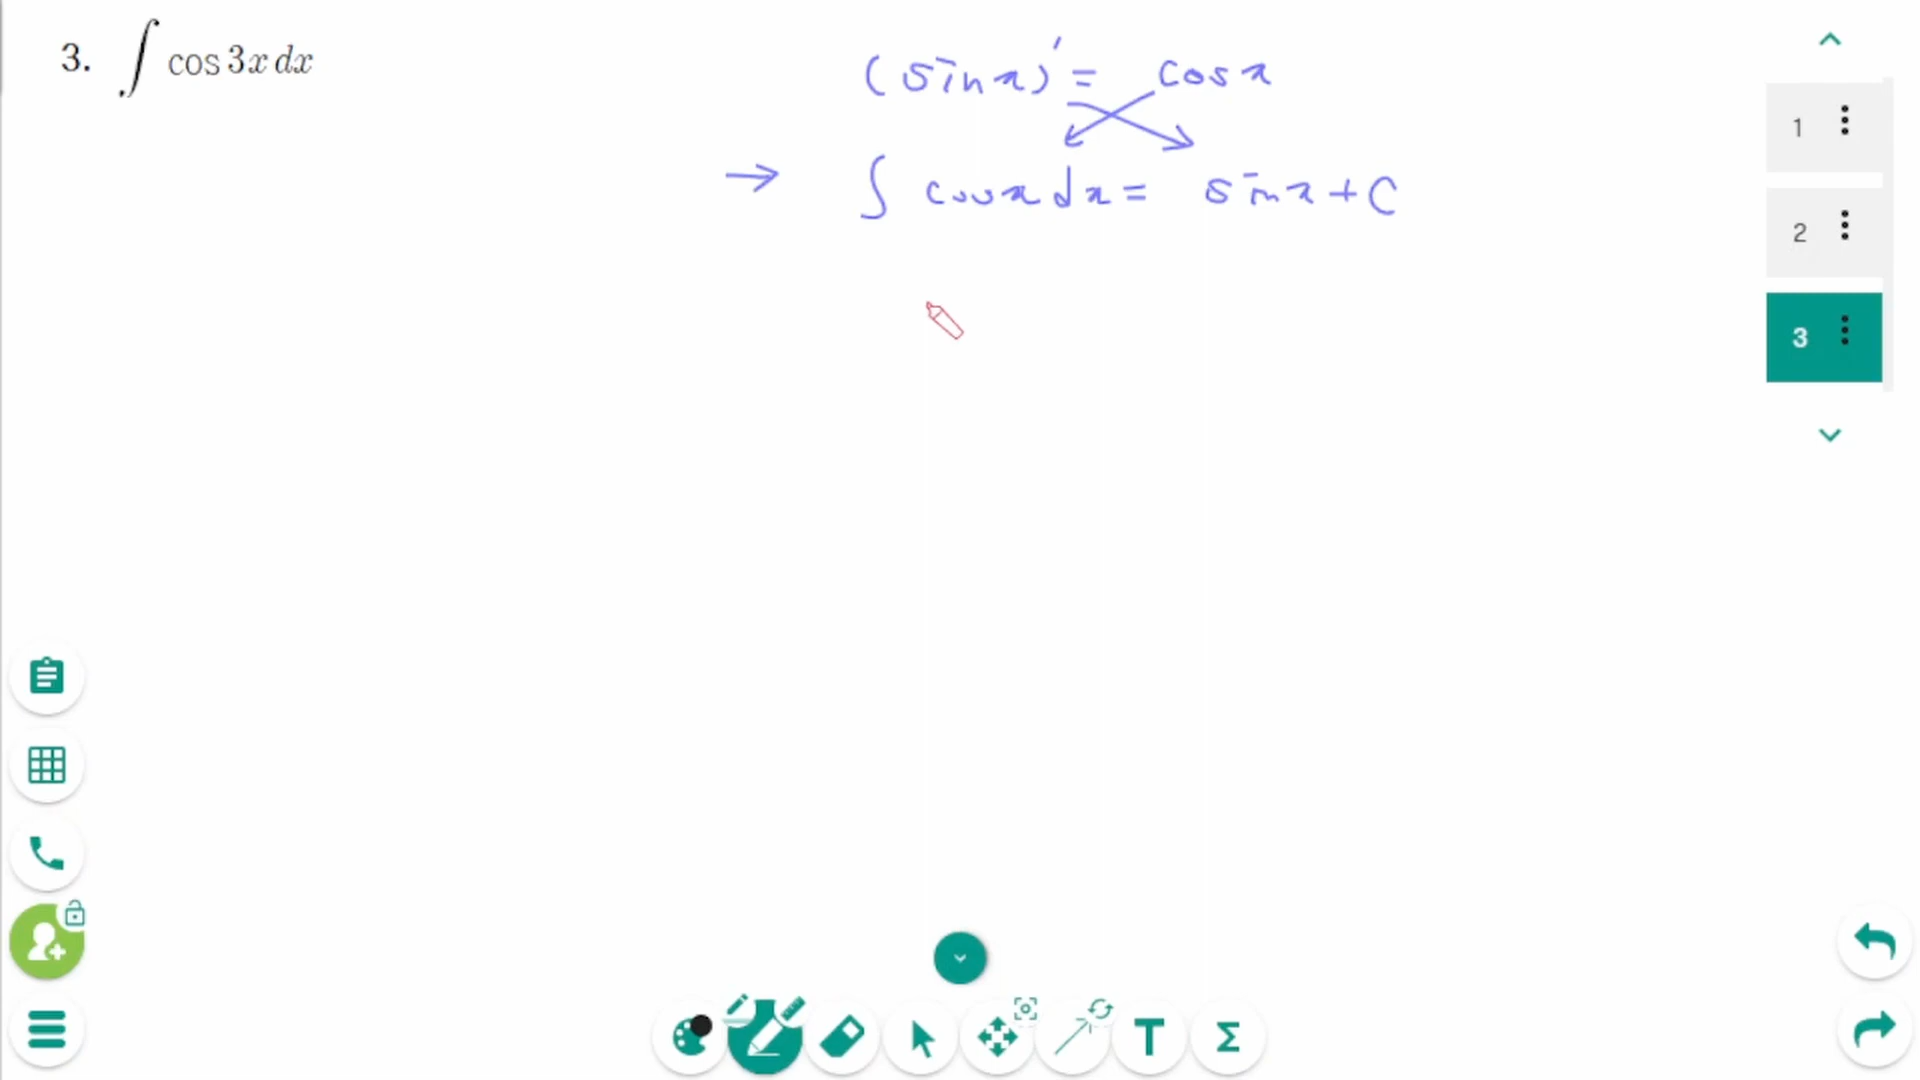 3. ∫ cos 3x dx
(sin x)' = cos x
→ ∫ cos x dx = sin x + C
1
2
3
T
Σ